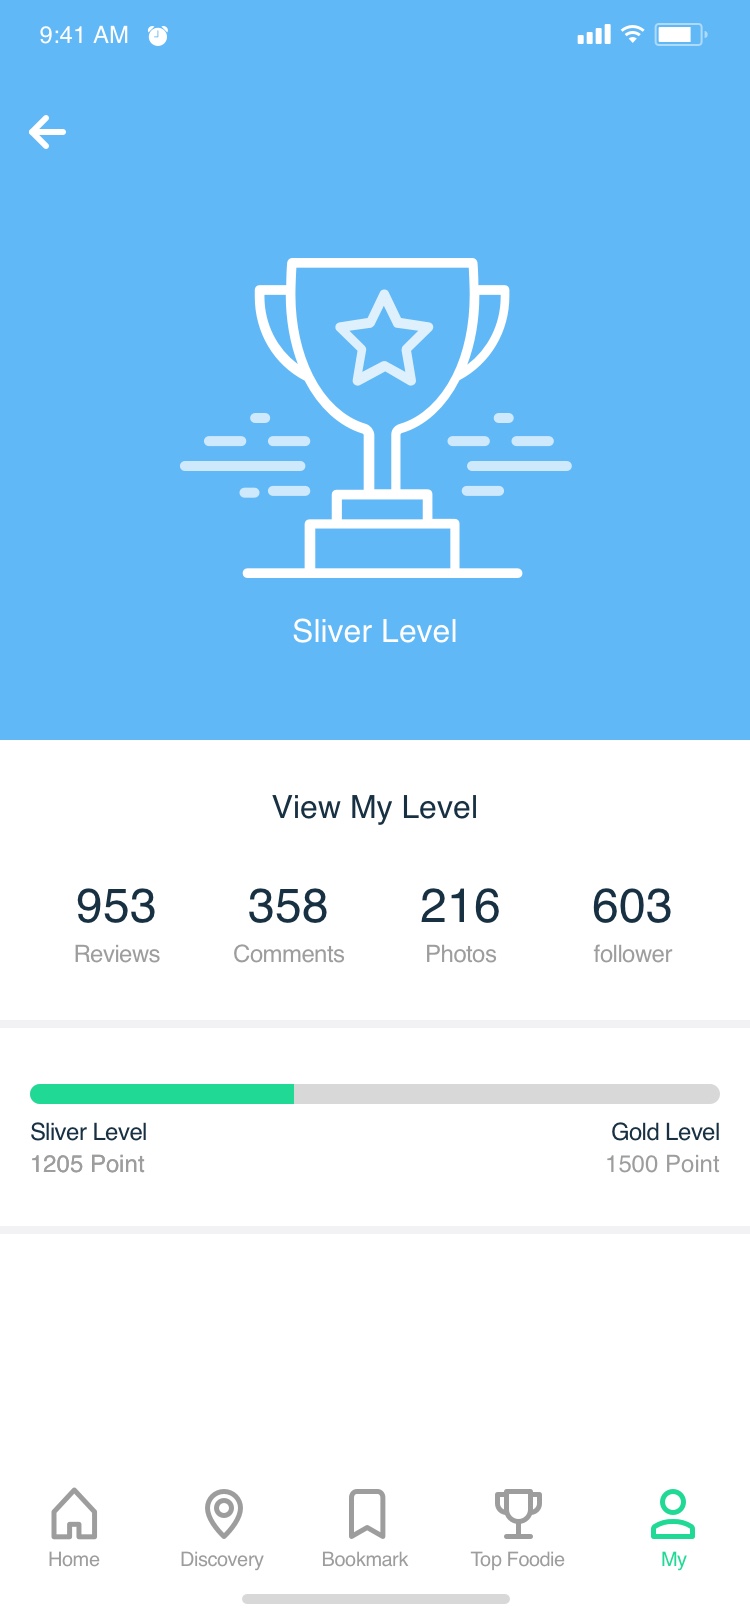 9:41 AM
Sliver Level
View My Level
953 358 216 603
Reviews Comments Photos follower
Sliver Level Gold Level
1205 Point 1500 Point
Home Discovery Bookmark Top Foodie My